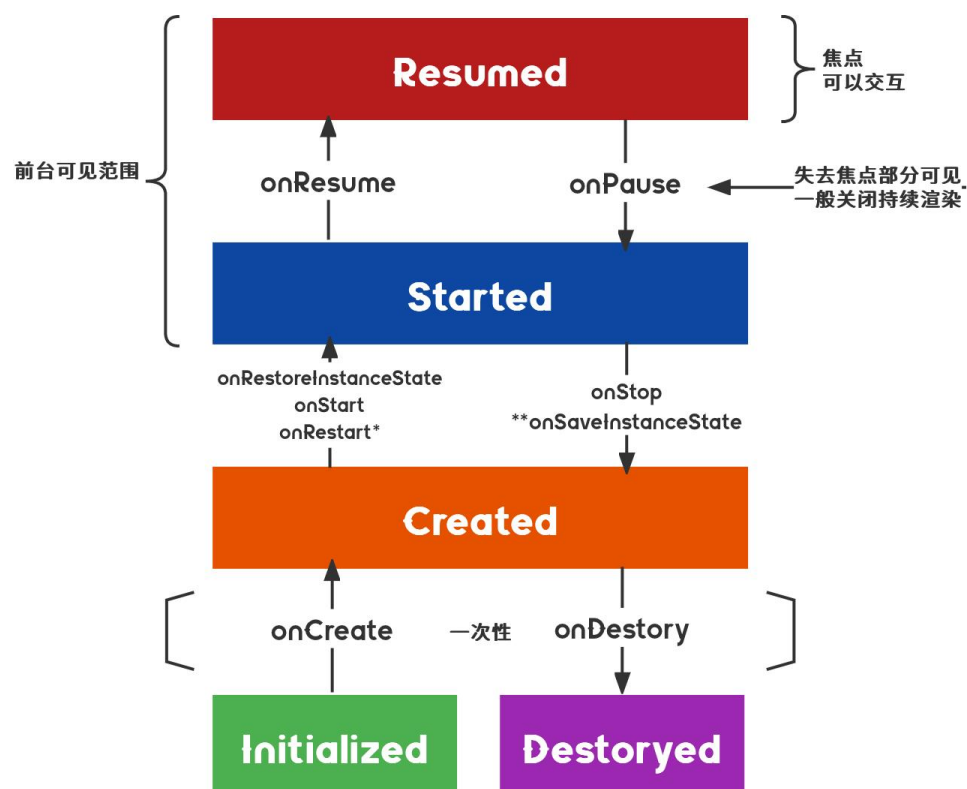 Resumed
焦点
可以交互
前台可见范围
onResume
onPause
失去焦点部分可见
一般关闭持续渲染
Started
onRestoreInstanceState
onStart
onRestart*
onStop
**onSaveInstanceState
Created
onCreate
一次性
onDestory
Initialized
Destoryed